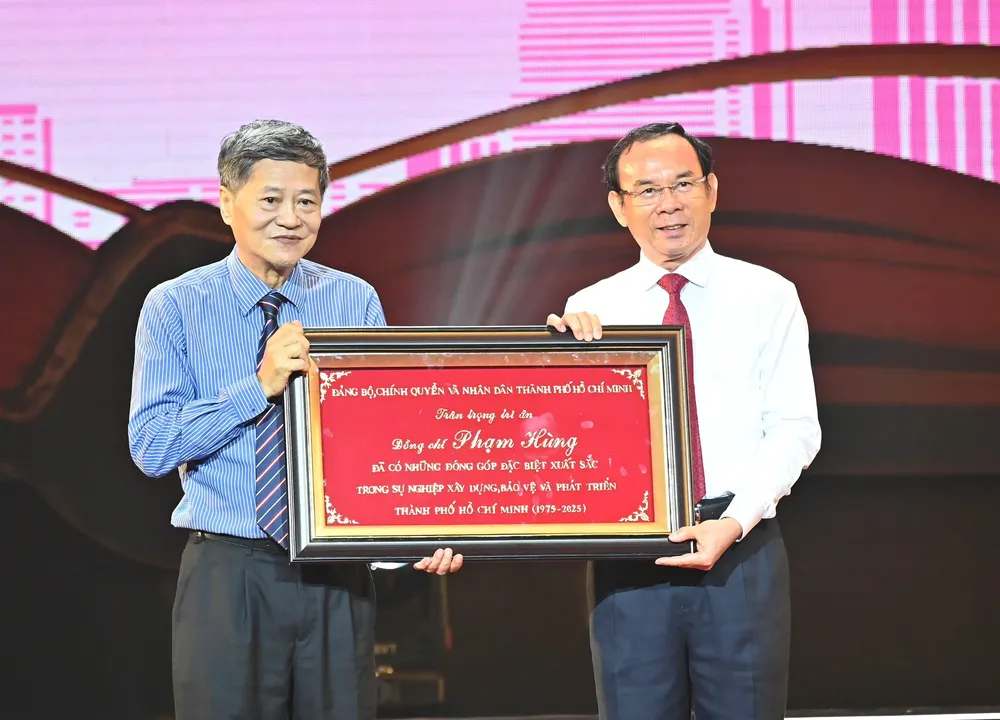 ĐẢNG BỘ,CHÍNH QUYỀN VÀ NHÂN DÂN THÀNH PHỐ HỒ CHÍ MINH
Trân trọng tri ân
Đồng chí Phạm Hùng
ĐÃ CÓ NHỮNG ĐÓNG GÓP ĐẶC BIỆT XUẤT SẮC
TRONG SỰ NGHIỆP XÂY DỰNG,BẢO VỆ VÀ PHÁT TRIỂN
THÀNH PHỐ HỒ CHÍ MINH (1975-2025)